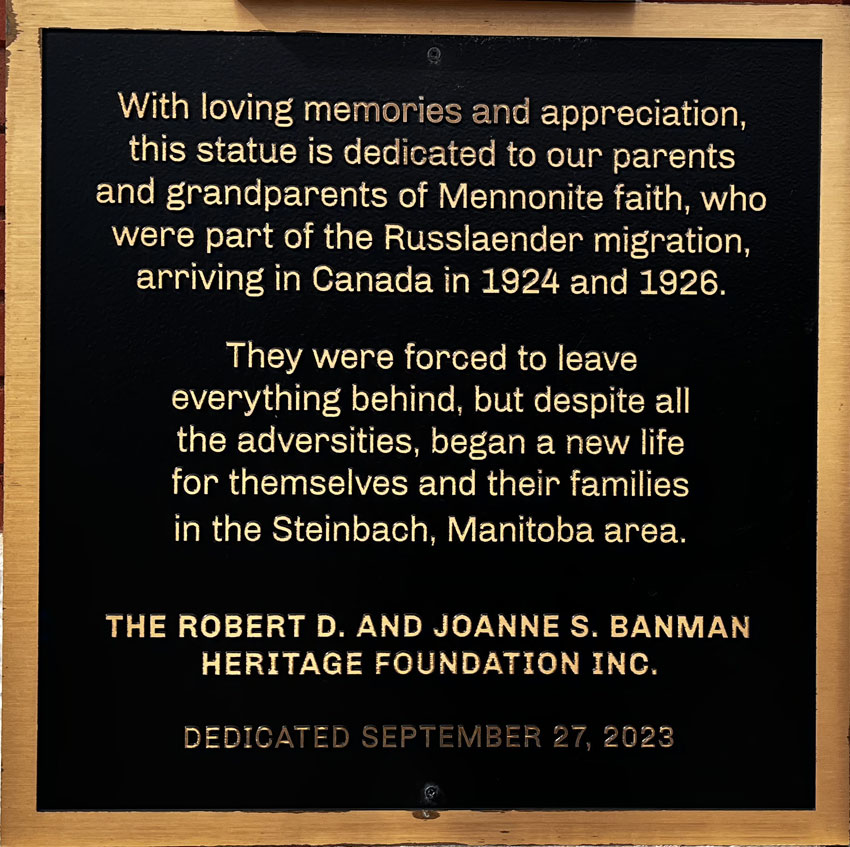 With loving memories and appreciation,
this statue is dedicated to our parents
and grandparents of Mennonite faith, who
were part of the Russlaender migration,
arriving in Canada in 1924 and 1926.
They were forced to leave
everything behind, but despite all
the adversities, began a new life
for themselves and their families
in the Steinbach, Manitoba area.
THE ROBERT D. AND JOANNE S. BANMAN
HERITAGE FOUNDATION INC.
DEDICATED SEPTEMBER 27, 2023